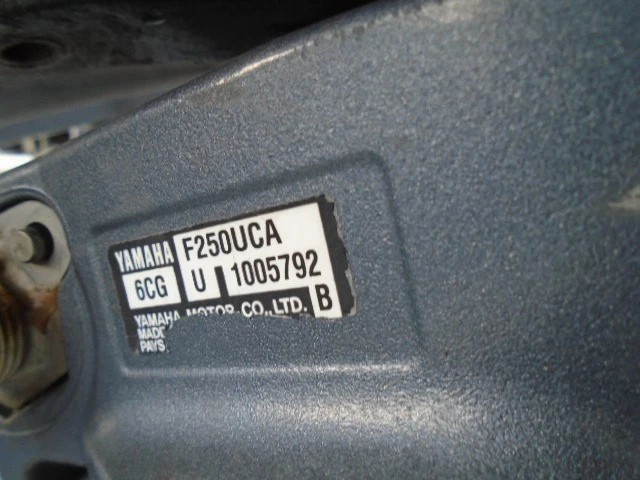 YAMAHA F250UCA
6CG U 1005792
YAMAHA MOTOR CO., LTD. B
MADE
PAYS